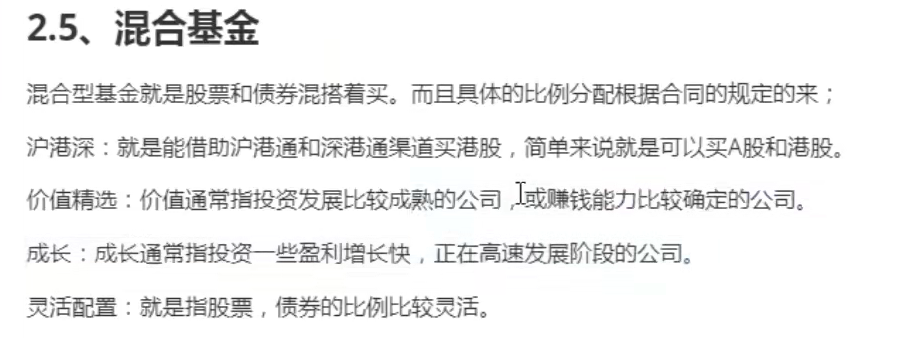 2.5、混合基金
混合型基金就是股票和债券混搭着买。而且具体的比例分配根据合同的规定的来；
沪港深：就是能借助沪港通和深港通渠道买港股，简单来说就是可以买A股和港股。
价值精选：价值通常指投资发展比较成熟的公司，或赚钱能力比较确定的公司。
成长：成长通常指投资一些盈利增长快，正在高速发展阶段的公司。
灵活配置：就是指股票，债券的比例比较灵活。